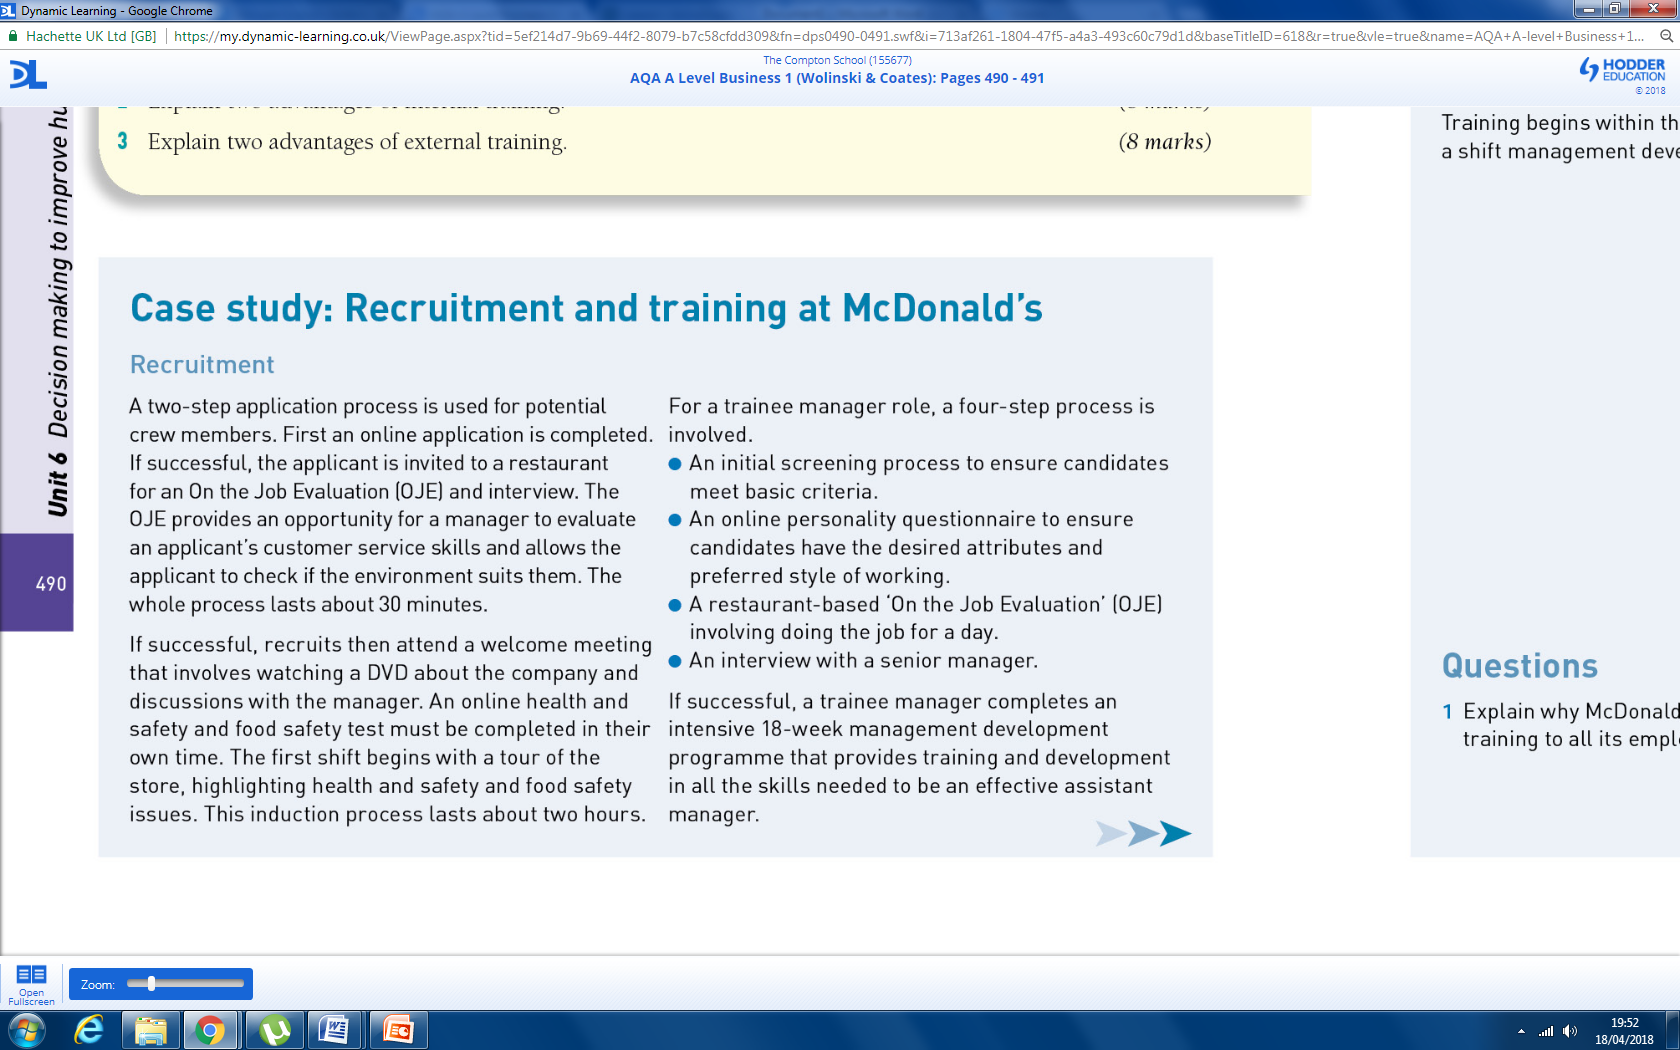 Dynamic Learning - Google Chrome
Hachette UK Ltd [GB] https://my.dynamic-learning.co.uk/ViewPage.aspx?tid=5ef214d7-9b69-44f2-8079-b7c58cfdd309&fn=dps0490-0491.swf&i=713af261-1804-47f5-a4a3-493c60c79d1d&baseTitleID=618&r=true&vle=true&name=AQA+A-level+Business+1...
DL
The Compton School (155677)
AQA A Level Business 1 (Wolinski & Coates): Pages 490 - 491
HODDER
EDUCATION
© 2018
3 Explain two advantages of external training. (8 marks)
Unit 6 Decision making to improve hu
490
Case study: Recruitment and training at McDonald's
Recruitment
A two-step application process is used for potential
crew members. First an online application is completed.
If successful, the applicant is invited to a restaurant
for an On the Job Evaluation (OJE) and interview. The
OJE provides an opportunity for a manager to evaluate
an applicant's customer service skills and allows the
applicant to check if the environment suits them. The
whole process lasts about 30 minutes.
If successful, recruits then attend a welcome meeting
that involves watching a DVD about the company and
discussions with the manager. An online health and
safety and food safety test must be completed in their
own time. The first shift begins with a tour of the
store, highlighting health and safety and food safety
issues. This induction process lasts about two hours.
For a trainee manager role, a four-step process is
involved.
● An initial screening process to ensure candidates
meet basic criteria.
● An online personality questionnaire to ensure
candidates have the desired attributes and
preferred style of working.
● A restaurant-based ‘On the Job Evaluation’ (OJE)
involving doing the job for a day.
● An interview with a senior manager.
If successful, a trainee manager completes an
intensive 18-week management development
programme that provides training and development
in all the skills needed to be an effective assistant
manager.
Training begins within th
a shift management deve
Questions
1 Explain why McDonald
training to all its empl
Open
Fullscreen
Zoom:
19:52
18/04/2018